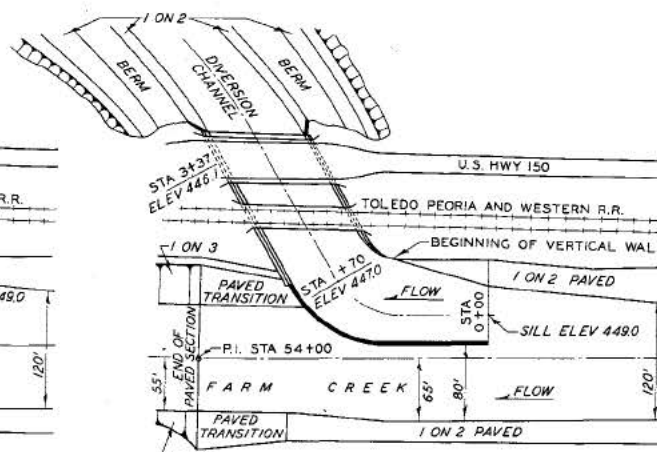 1 ON 2
BERM
DIVERSION
CHANNEL
BERM
STA 3+37
ELEV 446.1
U.S. HWY 150
R.R.
TOLEDO PEORIA AND WESTERN R.R.
1 ON 3
BEGINNING OF VERTICAL WAL
PAVED
TRANSITION
STA 1+70
ELEV 447.0
1 ON 2 PAVED
FLOW
STA
0+00
SILL ELEV 449.0
49.0
120'
55'
END OF
PAVED SECTION
P.I. STA 54+00
FARM CREEK
65'
80'
FLOW
120'
PAVED
TRANSITION
1 ON 2 PAVED